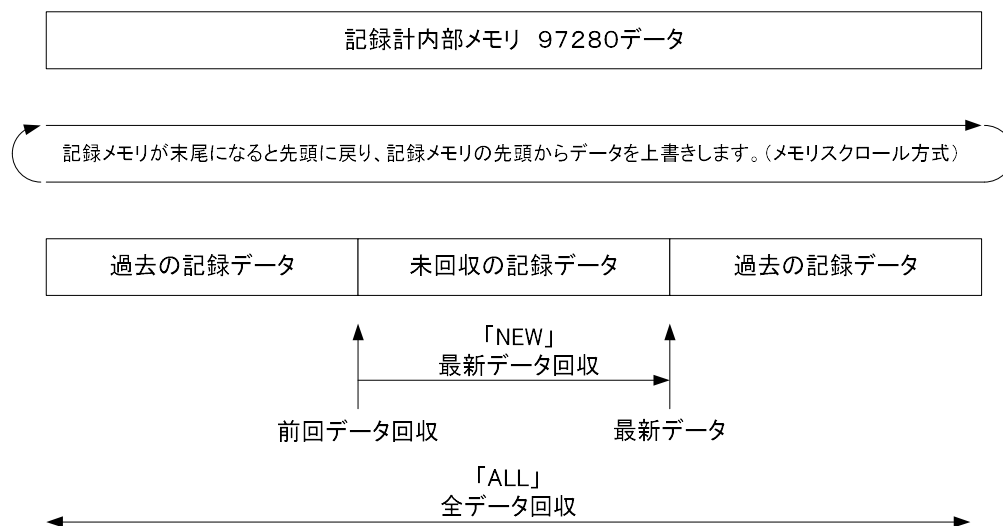 記録計内部メモリ 97280データ
記録メモリが末尾になると先頭に戻り、記録メモリの先頭からデータを上書きします。(メモリスクロール方式)
過去の記録データ 未回収の記録データ 過去の記録データ
「NEW」
最新データ回収
前回データ回収 最新データ
「ALL」
全データ回収